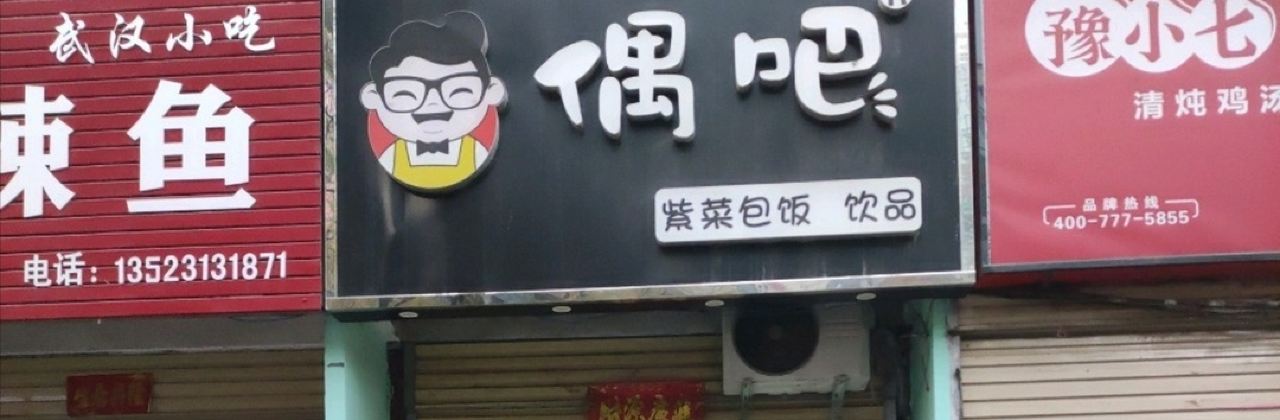 武汉小吃
辣鱼
电话：13523131871
偶吧
紫菜包饭 饮品
豫小七
清炖鸡汤
品牌热线
400-777-5855